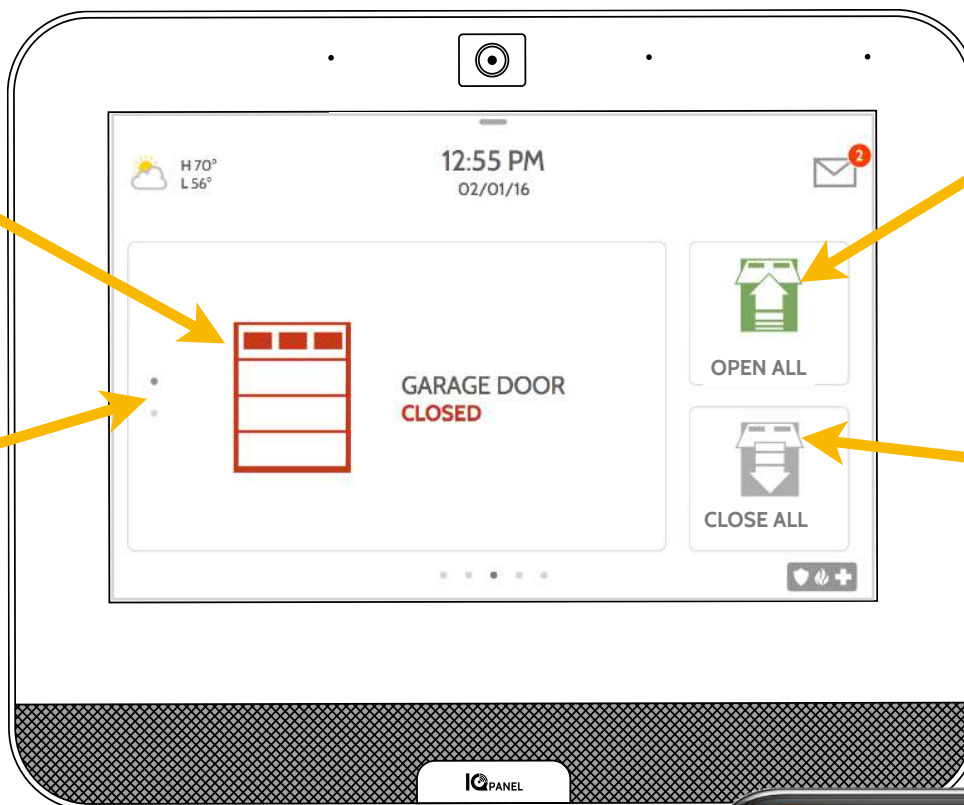 H 70°
L 56°
12:55 PM
02/01/16
2
GARAGE DOOR
CLOSED
OPEN ALL
CLOSE ALL
IQ PANEL